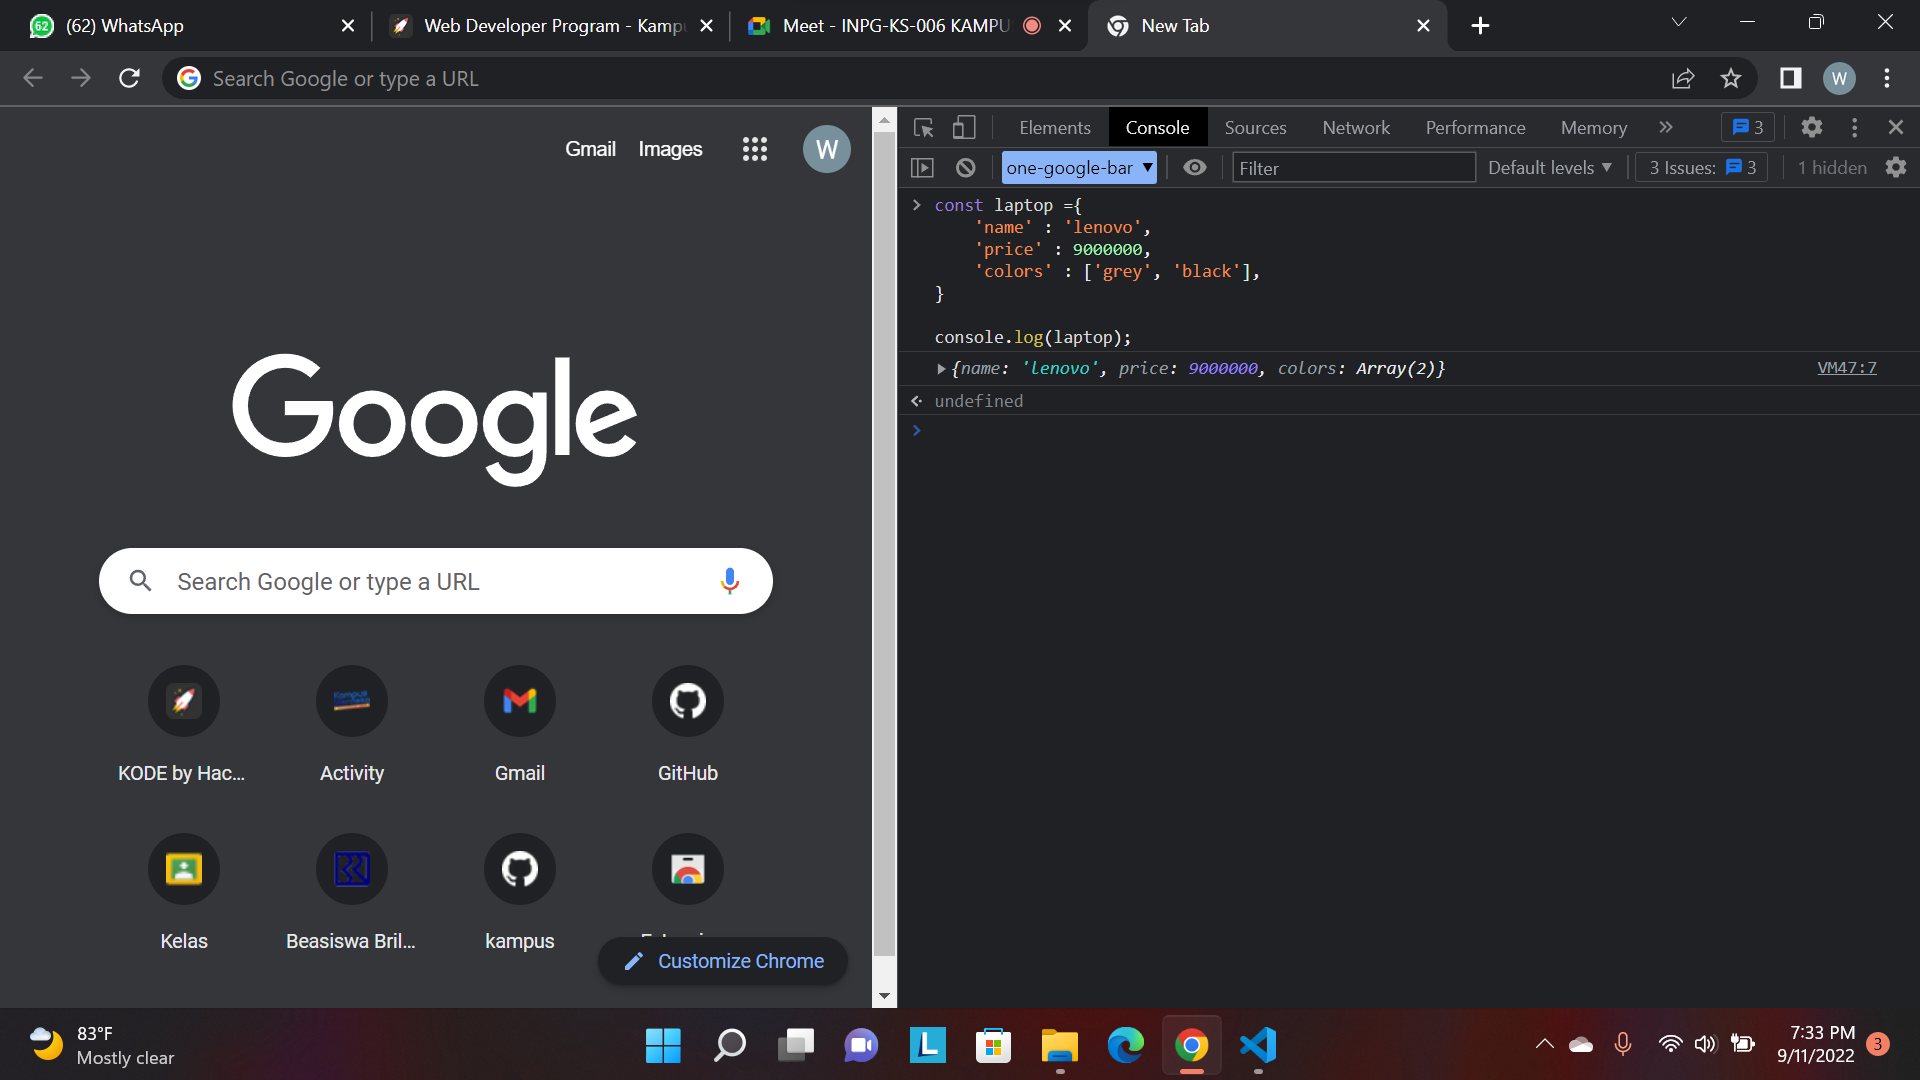 62
(62) WhatsApp
Web Developer Program - Kamp
Meet - INPG-KS-006 KAMPU
New Tab
Search Google or type a URL
W
Gmail
Images
W
Google
Search Google or type a URL
KODE by Hac...
Activity
Gmail
GitHub
Kelas
Beasiswa Bril...
kampus
Customize Chrome
Elements
Console
Sources
Network
Performance
Memory
3
one-google-bar
Filter
Default levels
3 Issues:
3
1 hidden
const laptop ={
'name' : 'lenovo',
'price' : 9000000,
'colors' : ['grey', 'black'],
}
console.log(laptop);
{name: 'lenovo', price: 9000000, colors: Array(2)}
VM47:7
undefined
83°F
Mostly clear
L
7:33 PM
9/11/2022
3